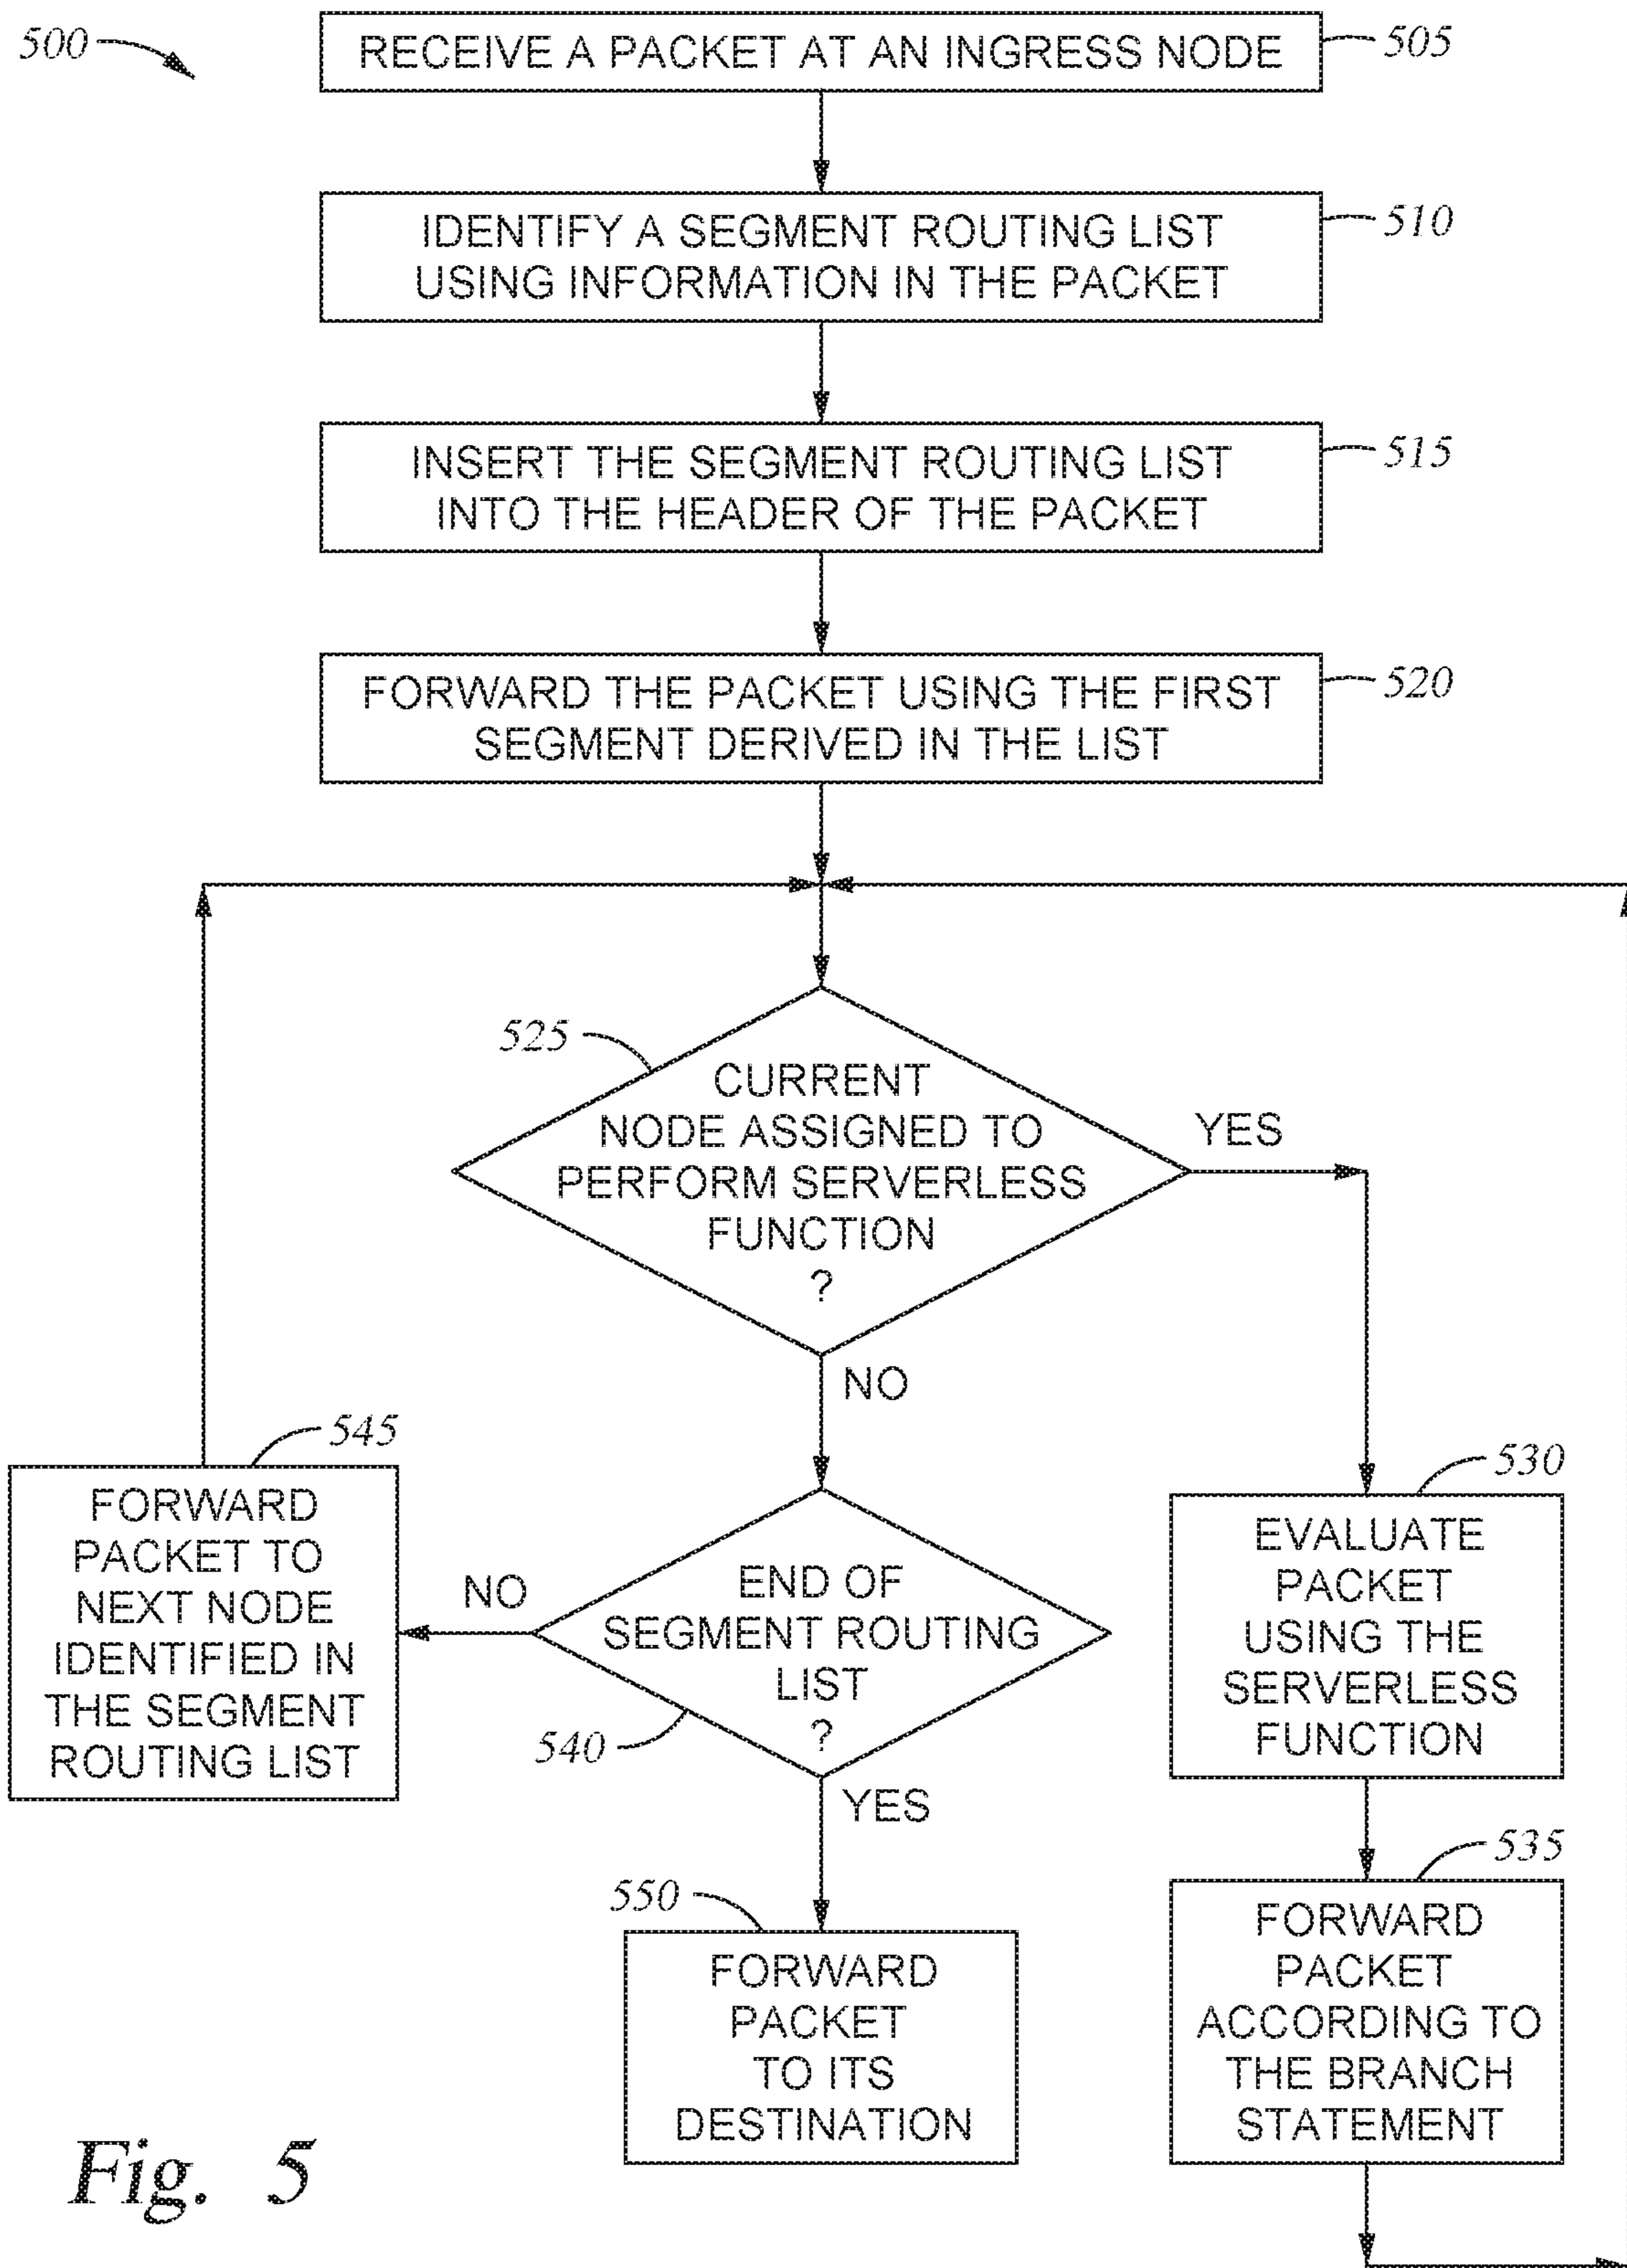 500
RECEIVE A PACKET AT AN INGRESS NODE
505
IDENTIFY A SEGMENT ROUTING LIST
USING INFORMATION IN THE PACKET
510
INSERT THE SEGMENT ROUTING LIST
INTO THE HEADER OF THE PACKET
515
FORWARD THE PACKET USING THE FIRST
SEGMENT DERIVED IN THE LIST
520
525
CURRENT
NODE ASSIGNED TO
PERFORM SERVERLESS
FUNCTION
?
YES
NO
545
FORWARD
PACKET TO
NEXT NODE
IDENTIFIED IN
THE SEGMENT
ROUTING LIST
NO
END OF
SEGMENT ROUTING
LIST
?
540
YES
530
EVALUATE
PACKET
USING THE
SERVERLESS
FUNCTION
550
FORWARD
PACKET
TO ITS
DESTINATION
535
FORWARD
PACKET
ACCORDING TO
THE BRANCH
STATEMENT
Fig. 5